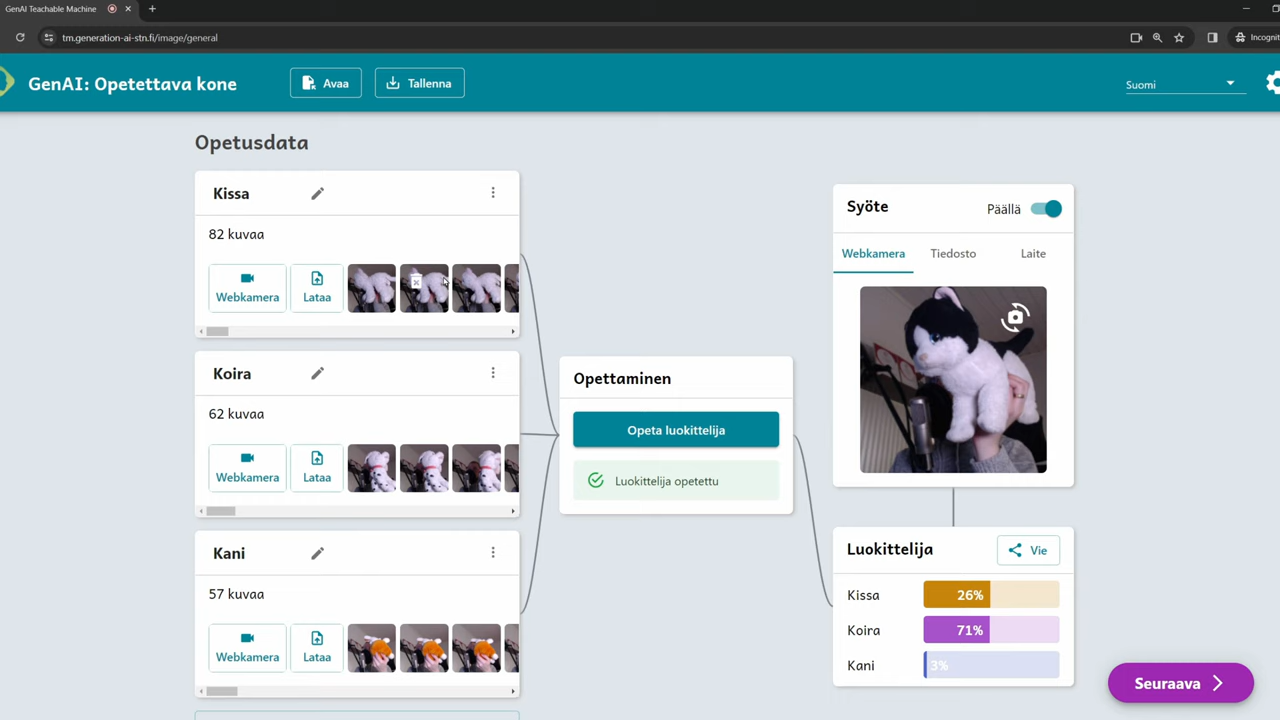 GenAI Teachable Machine
tm.generation-ai-stn.fi/image/general
Incognit
GenAI: Opetettava kone
Avaa
Tallenna
Suomi
Opetusdata
Kissa
82 kuvaa
Webkamera
Lataa
Koira
62 kuvaa
Webkamera
Lataa
Kani
57 kuvaa
Webkamera
Lataa
Opettaminen
Opeta luokittelija
Luokittelija opetettu
Syöte
Päällä
Webkamera Tiedosto Laite
Luokittelija
Vie
Kissa 26%
Koira 71%
Kani 3%
Seuraava